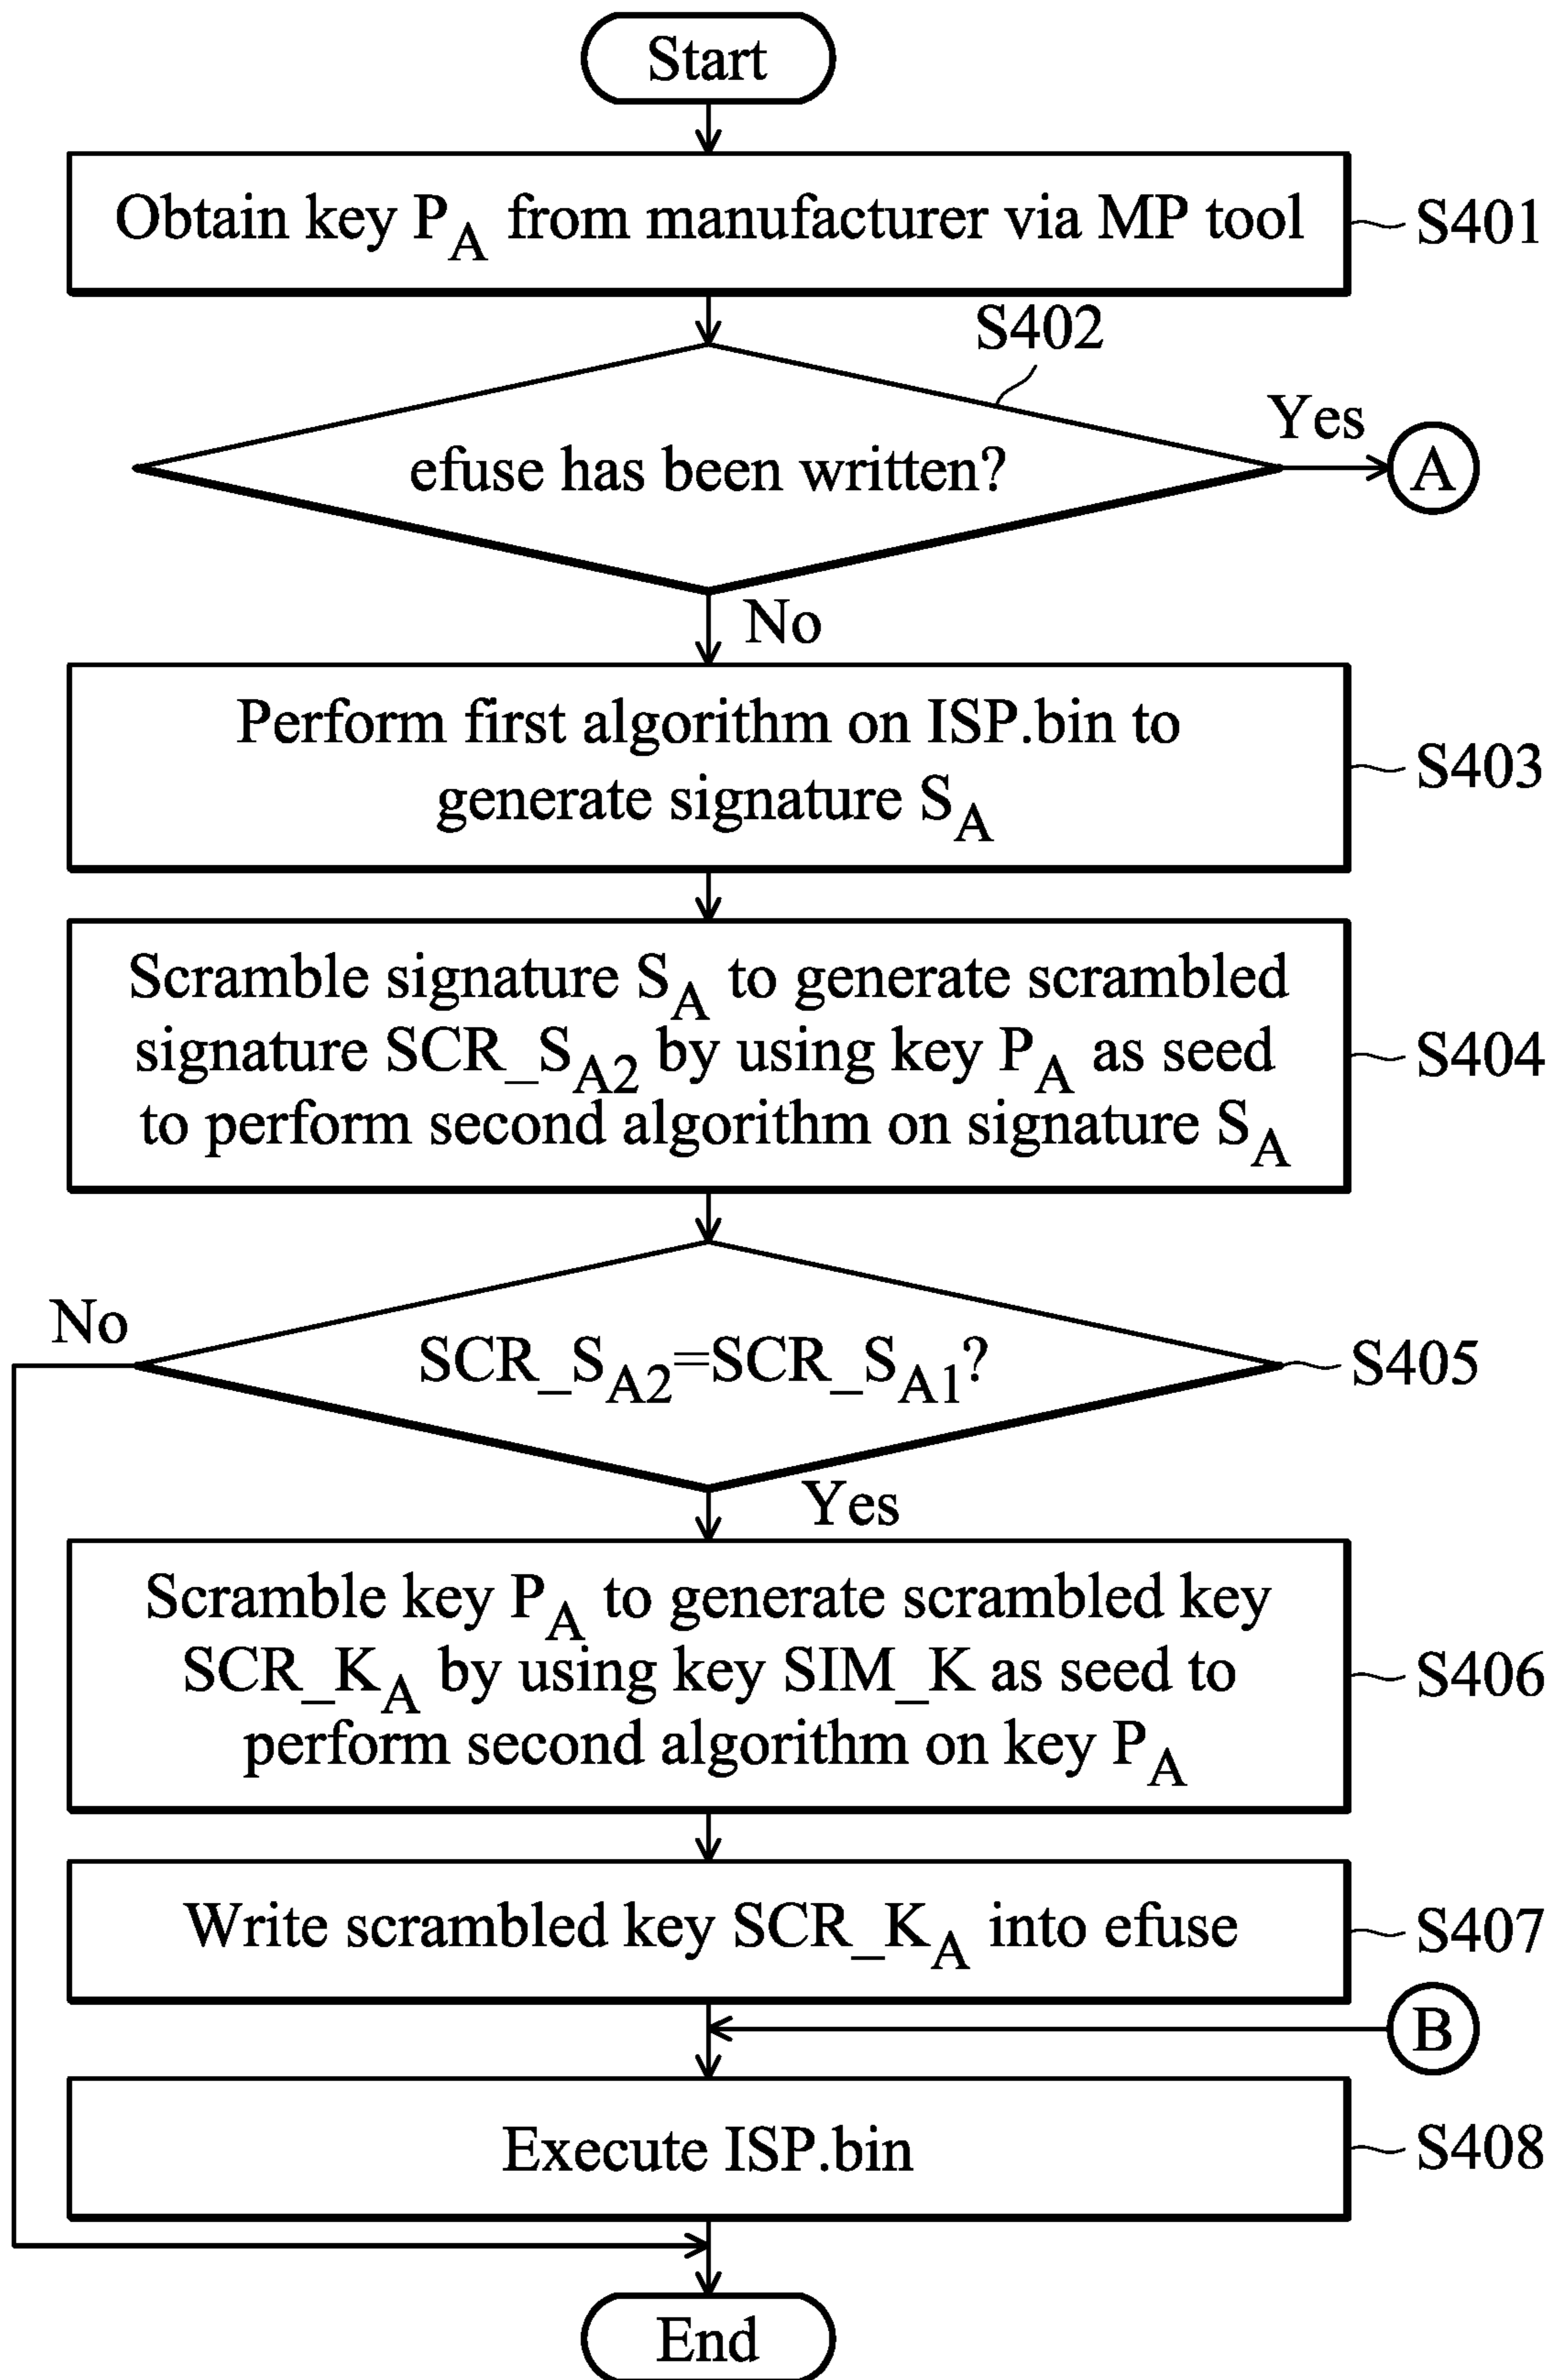 Start
Obtain key P_A from manufacturer via MP tool
S401
S402
efuse has been written?
Yes
A
No
Perform first algorithm on ISP.bin to
generate signature S_A
S403
Scramble signature S_A to generate scrambled
signature SCR_S_A2 by using key P_A as seed
to perform second algorithm on signature S_A
S404
No
SCR_S_A2=SCR_S_A1?
S405
Yes
Scramble key P_A to generate scrambled key
SCR_K_A by using key SIM_K as seed to
perform second algorithm on key P_A
S406
Write scrambled key SCR_K_A into efuse
S407
B
Execute ISP.bin
S408
End